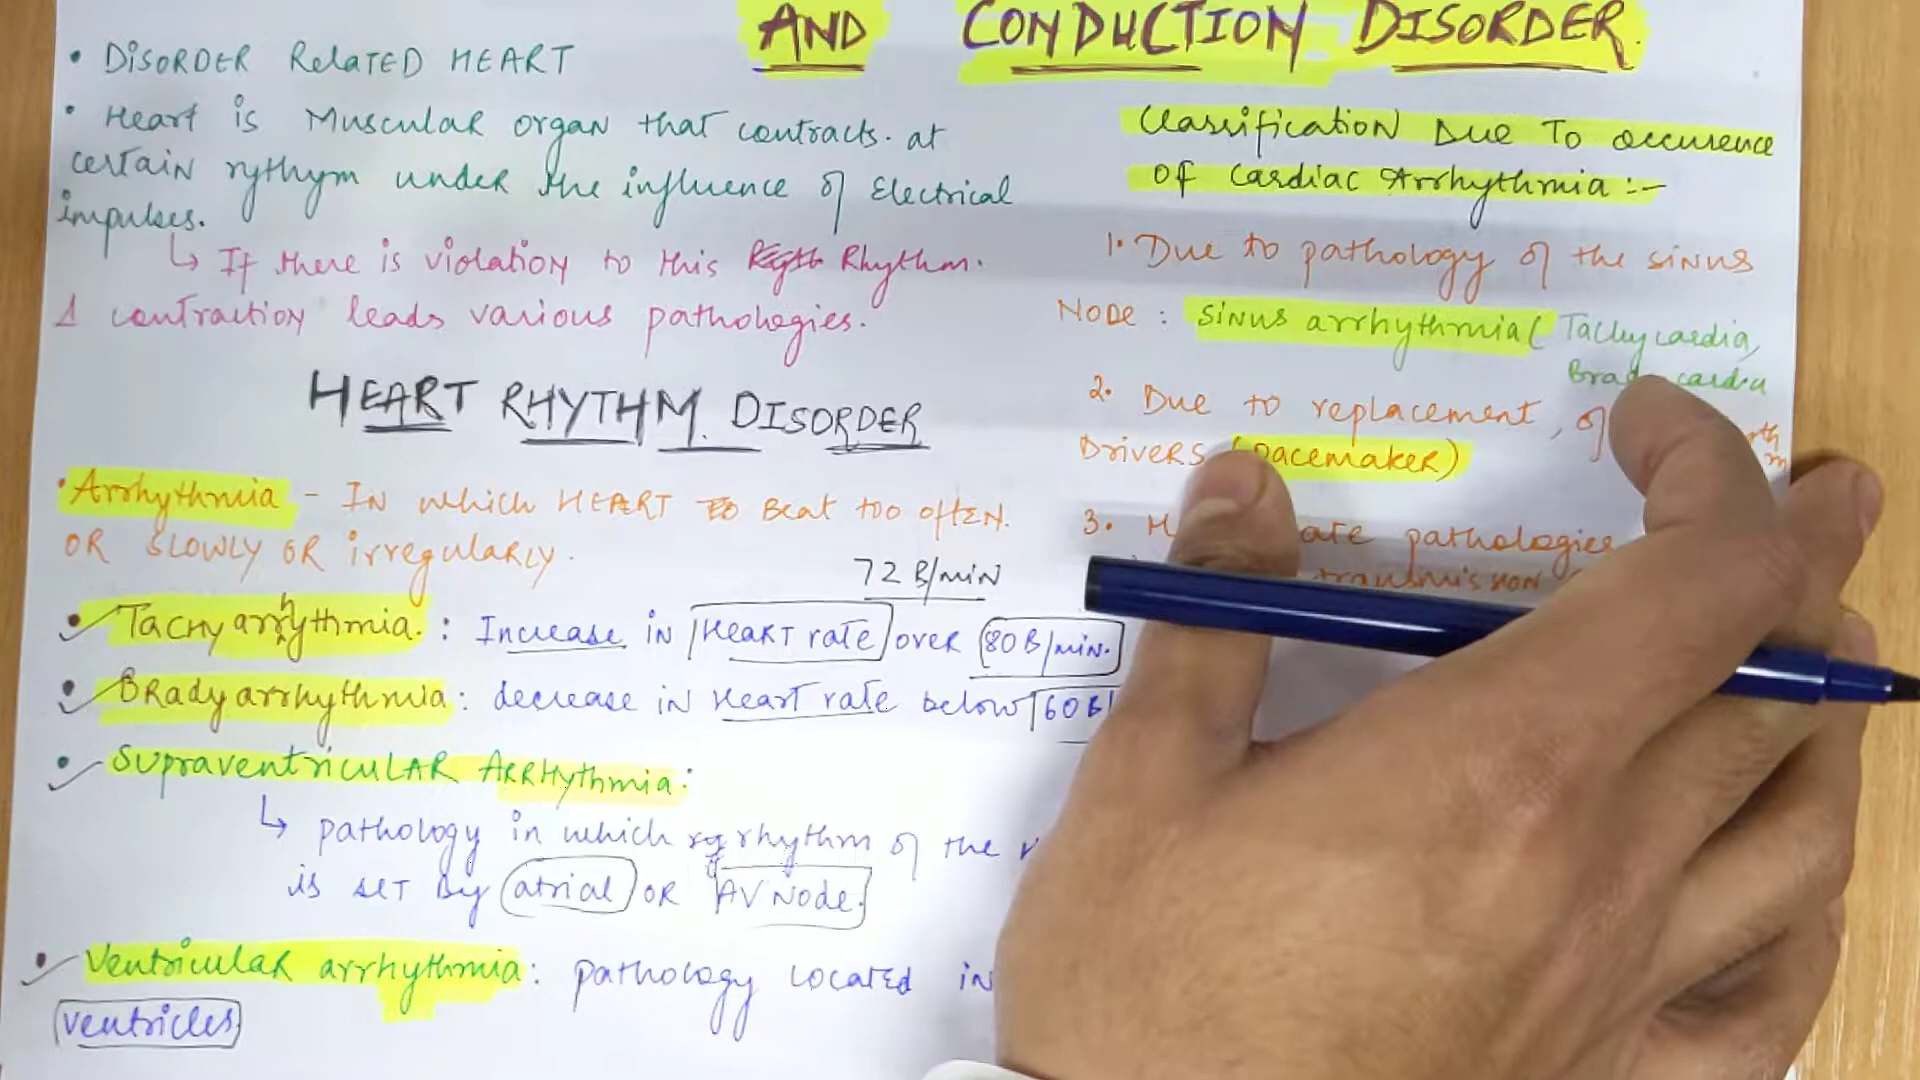 AND CONDUCTION DISORDER.
• DISORDER RELATED HEART
• Heart is Muscular organ that contracts. at
certain rythym under the influence of Electrical
impulses.
↳ If there is violation to this Rhythm.
& contraction leads various pathologies.
HEART RHYTHM. DISORDER
• Arrhythmia - In which HEART to Beat too often.
OR SLOWLY OR irregularly.
72 B/min
• Tachyarrhythmia. : Increase in Heart rate over 80 B/min.
• Bradyarrhythmia : decrease in Heart rate below 60 B/
• Supraventricular Arrhythmia :
↳ pathology in which rhythm of the
is set by atrial or AV Node.
• Ventricular arrhythmia : pathology located in
ventricles
Classification Due To occurence
Of Cardiac Arrhythmia :-
1. Due to pathology of the sinus
Node : Sinus arrhythmia ( Tachycardia,
cardia
2. Due to replacement, of
Drivers (pacemaker)
3. pathologies
transmission